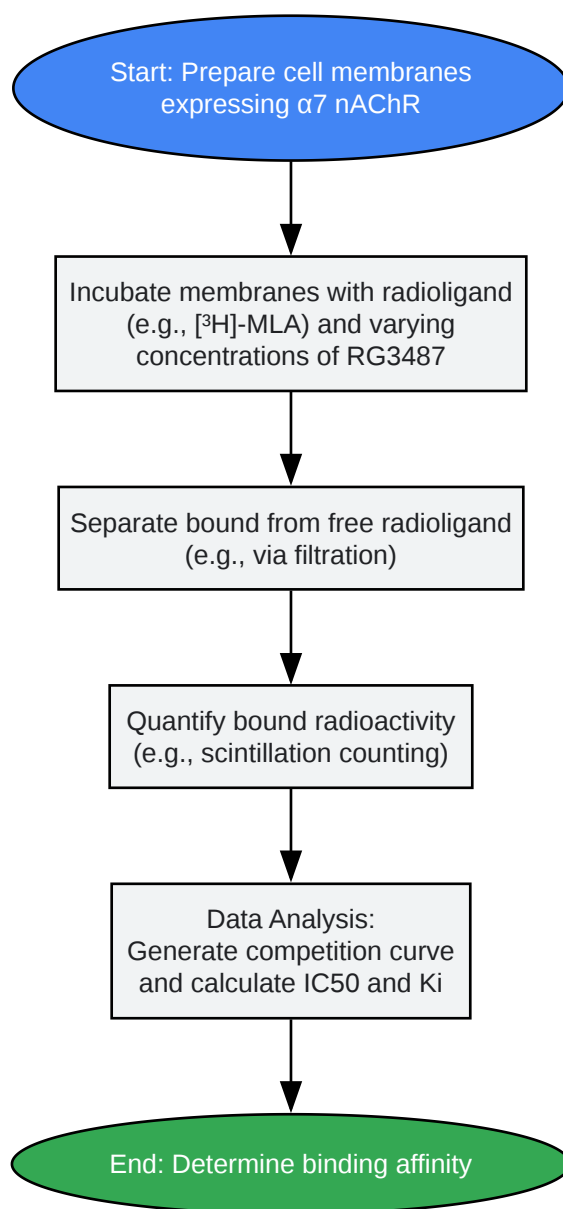 Start: Prepare cell membranes
expressing α7 nAChR
Incubate membranes with radioligand
(e.g., [³H]-MLA) and varying
concentrations of RG3487
Separate bound from free radioligand
(e.g., via filtration)
Quantify bound radioactivity
(e.g., scintillation counting)
Data Analysis:
Generate competition curve
and calculate IC50 and Ki
End: Determine binding affinity